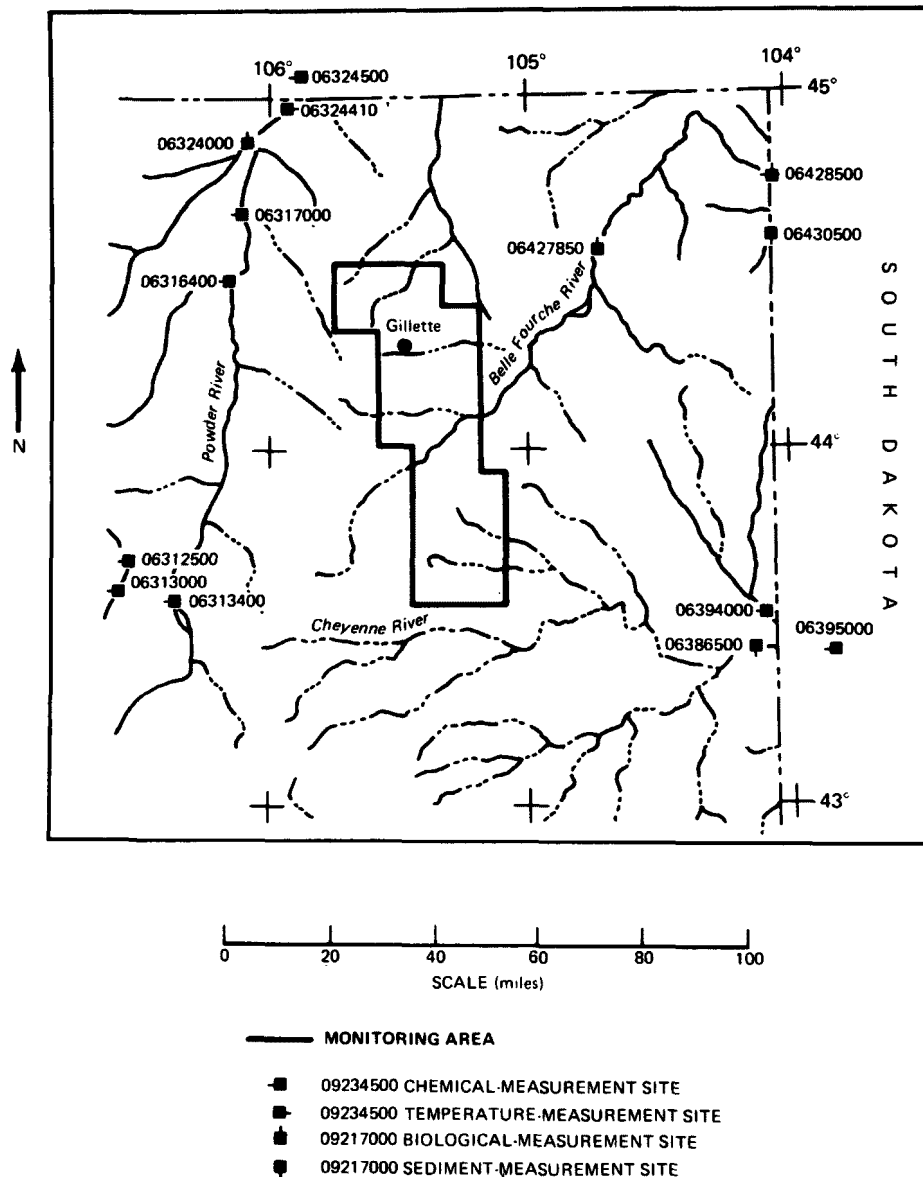 106°
105°
104°
45°
06324500
06324410
06324000
06428500
06317000
06430500
06427850
06316400
Gillette
Belle Fourche River
Powder River
N
44°
SOUTH DAKOTA
06312500
06313000
06313400
06394000
06395000
Cheyenne River
06386500
43°
0 20 40 60 80 100
SCALE (miles)
MONITORING AREA
09234500 CHEMICAL-MEASUREMENT SITE
09234500 TEMPERATURE-MEASUREMENT SITE
09217000 BIOLOGICAL-MEASUREMENT SITE
09217000 SEDIMENT-MEASUREMENT SITE